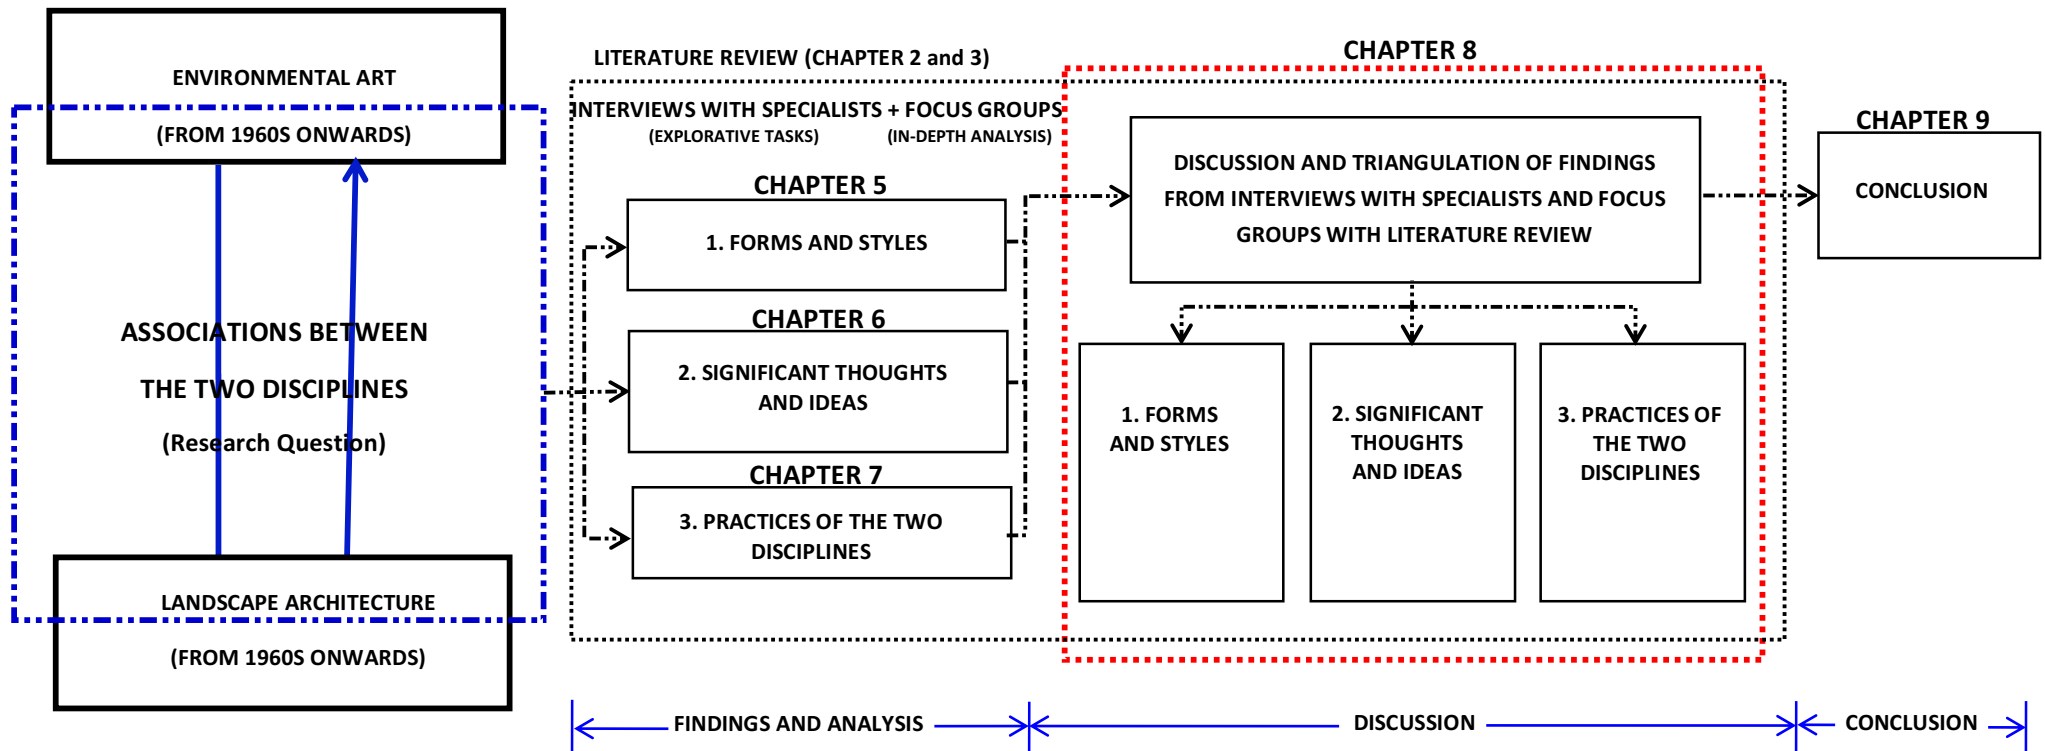 ENVIRONMENTAL ART
(FROM 1960S ONWARDS)
ASSOCIATIONS BETWEEN
THE TWO DISCIPLINES
(Research Question)
LANDSCAPE ARCHITECTURE
(FROM 1960S ONWARDS)
LITERATURE REVIEW (CHAPTER 2 and 3)
INTERVIEWS WITH SPECIALISTS + FOCUS GROUPS
(EXPLORATIVE TASKS) (IN-DEPTH ANALYSIS)
CHAPTER 5
1. FORMS AND STYLES
CHAPTER 6
2. SIGNIFICANT THOUGHTS
AND IDEAS
CHAPTER 7
3. PRACTICES OF THE TWO
DISCIPLINES
CHAPTER 8
DISCUSSION AND TRIANGULATION OF FINDINGS
FROM INTERVIEWS WITH SPECIALISTS AND FOCUS
GROUPS WITH LITERATURE REVIEW
1. FORMS
AND STYLES
2. SIGNIFICANT
THOUGHTS
AND IDEAS
3. PRACTICES OF
THE TWO
DISCIPLINES
CHAPTER 9
CONCLUSION
FINDINGS AND ANALYSIS
DISCUSSION
CONCLUSION